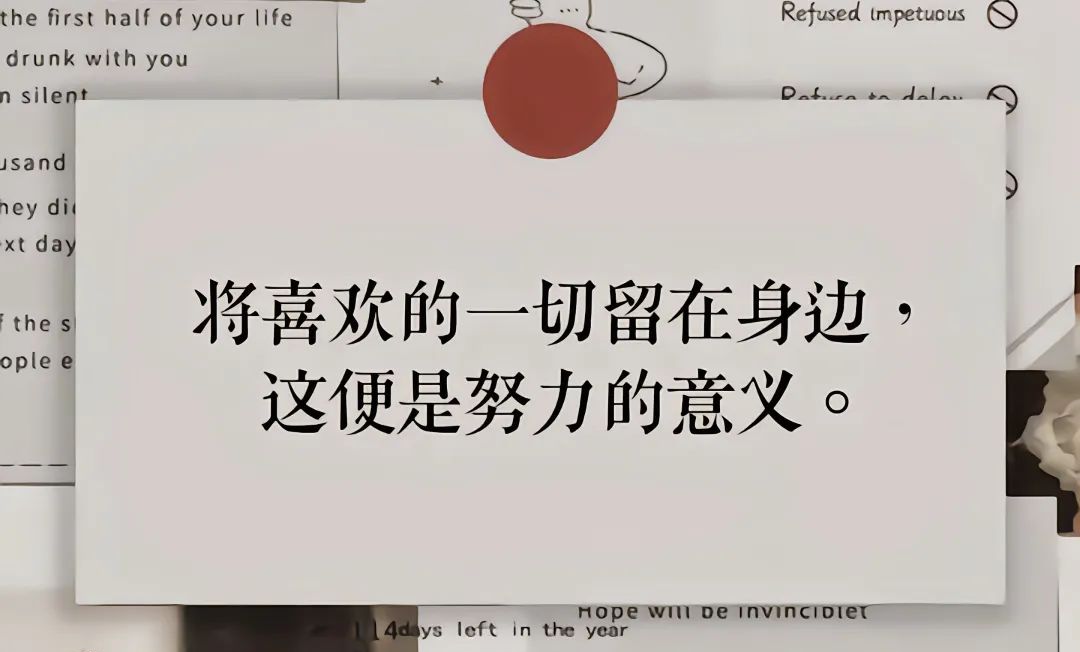 the first half of your life
drunk with you
n silent
usand
hey di
ext day
f the s
ople e
Refused impetuous
Refuse to delay
将喜欢的一切留在身边，
这便是努力的意义。
Hope will be invinciblet
114days left in the year